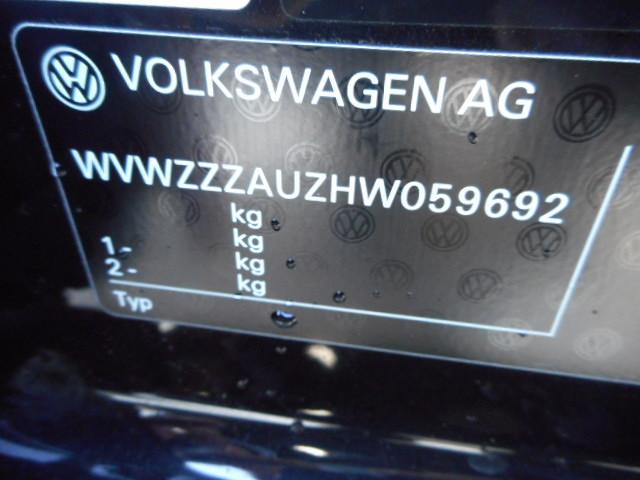 VOLKSWAGEN AG
WVWZZZAUZHW059692
kg
kg
1- kg
2- kg
Typ